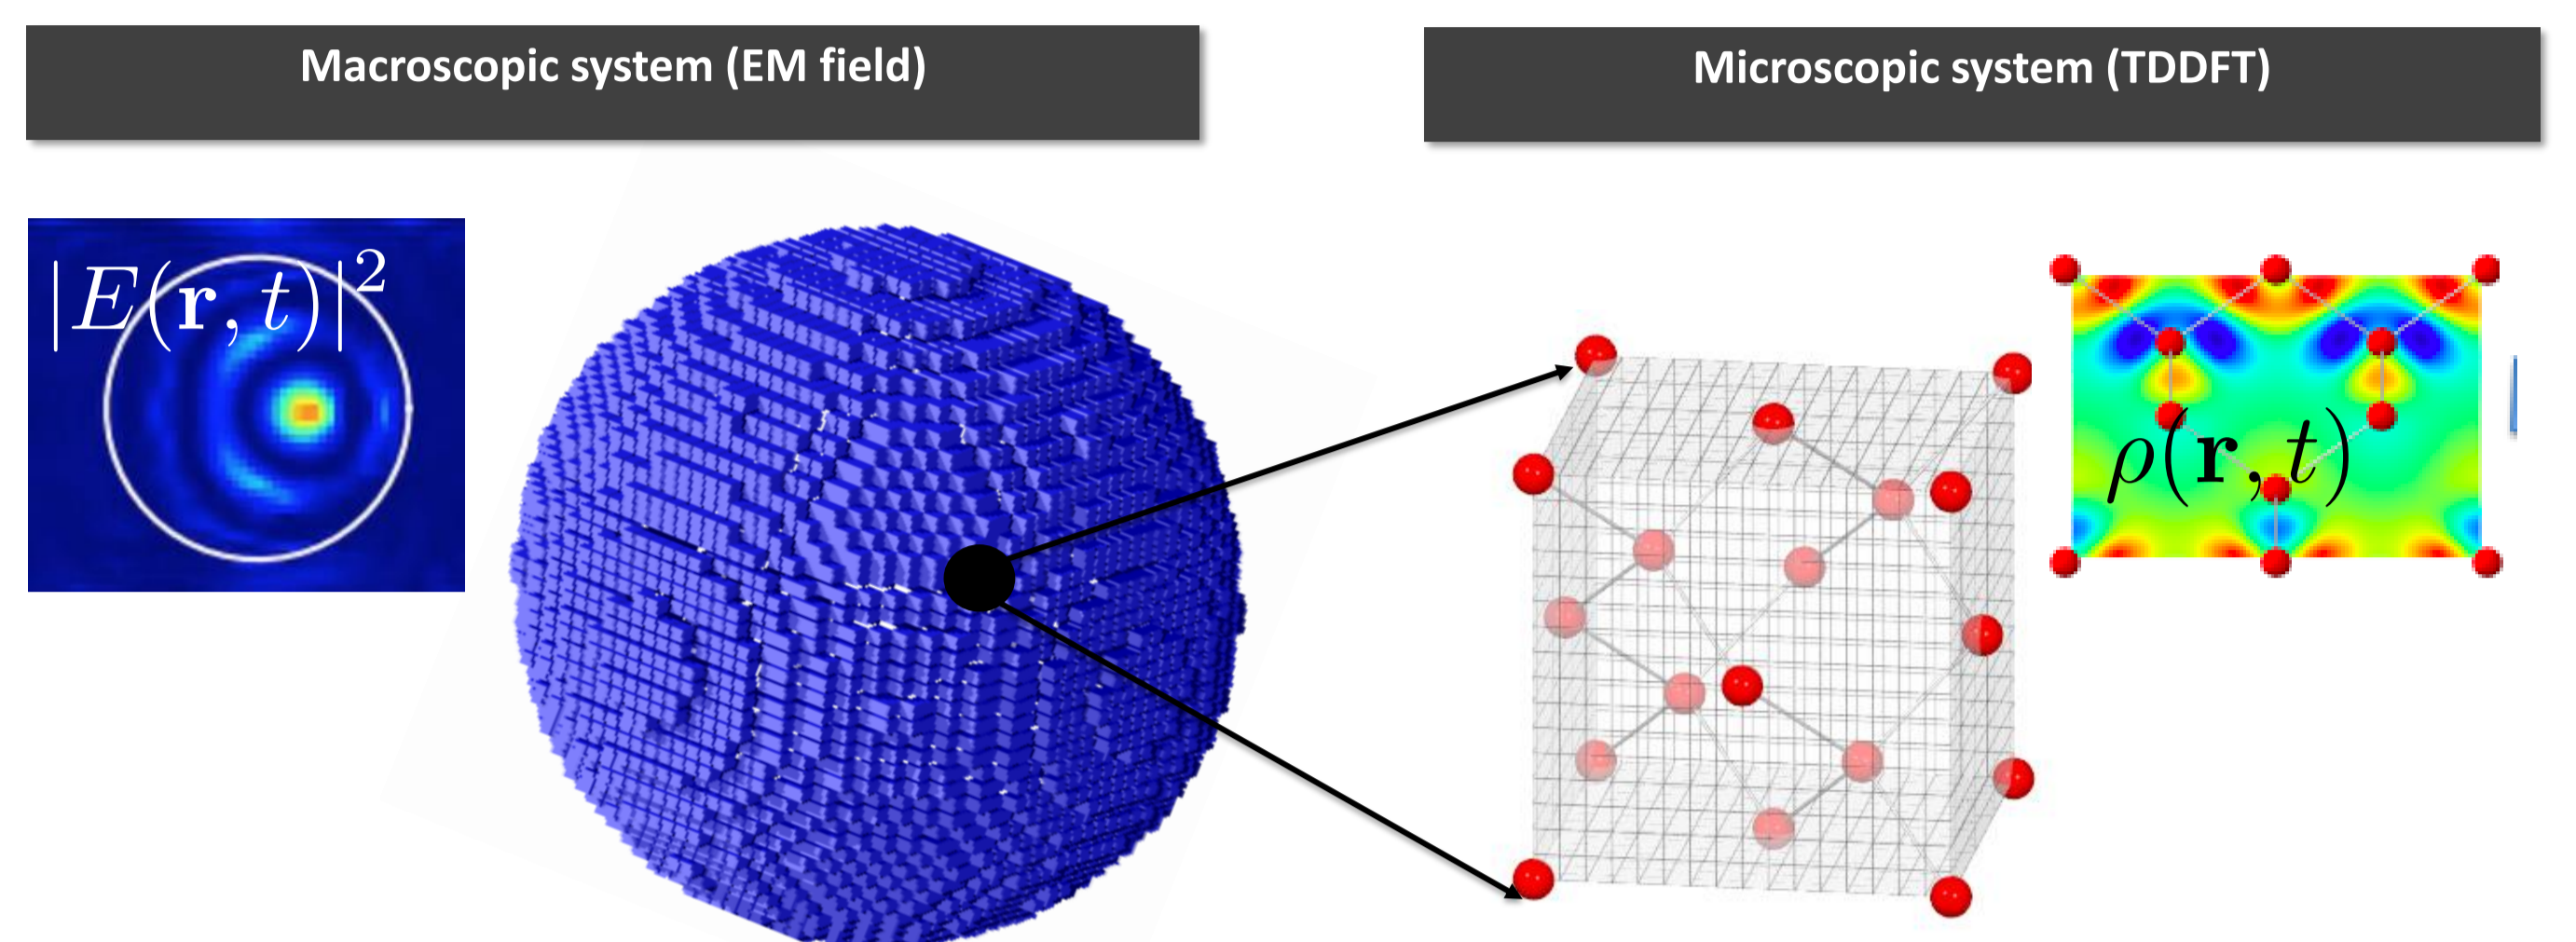 Macroscopic system (EM field)
Microscopic system (TDDFT)
|E(r, t)|²
ρ(r, t)